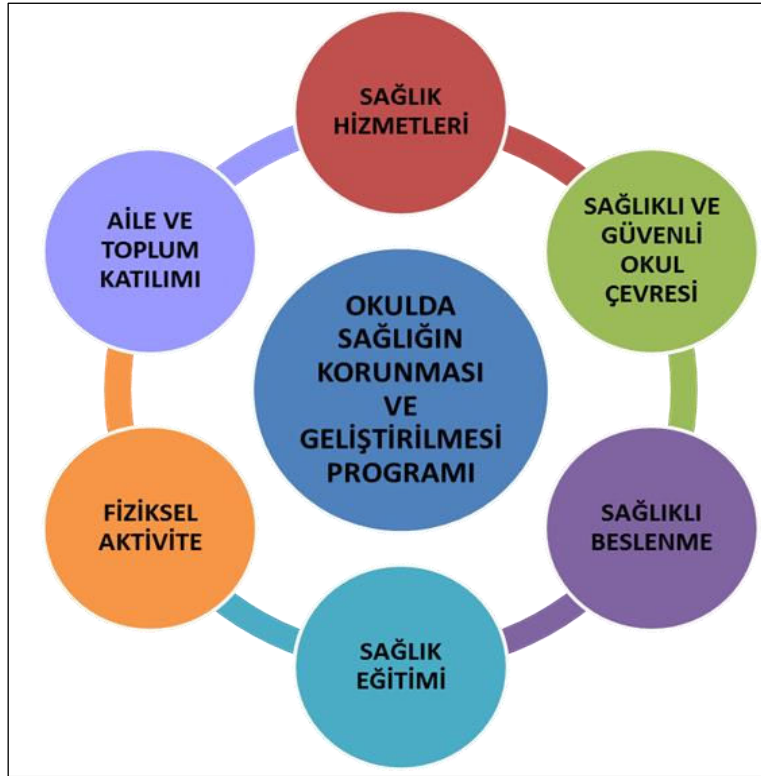 SAĞLIK
HİZMETLERİ
SAĞLIKLI VE
GÜVENLİ
OKUL
ÇEVRESİ
SAĞLIKLI
BESLENME
SAĞLIK
EĞİTİMİ
FİZİKSEL
AKTİVİTE
AİLE VE
TOPLUM
KATILIMI
OKULDA
SAĞLIĞIN
KORUNMASI
VE
GELİŞTİRİLMESİ
PROGRAMI